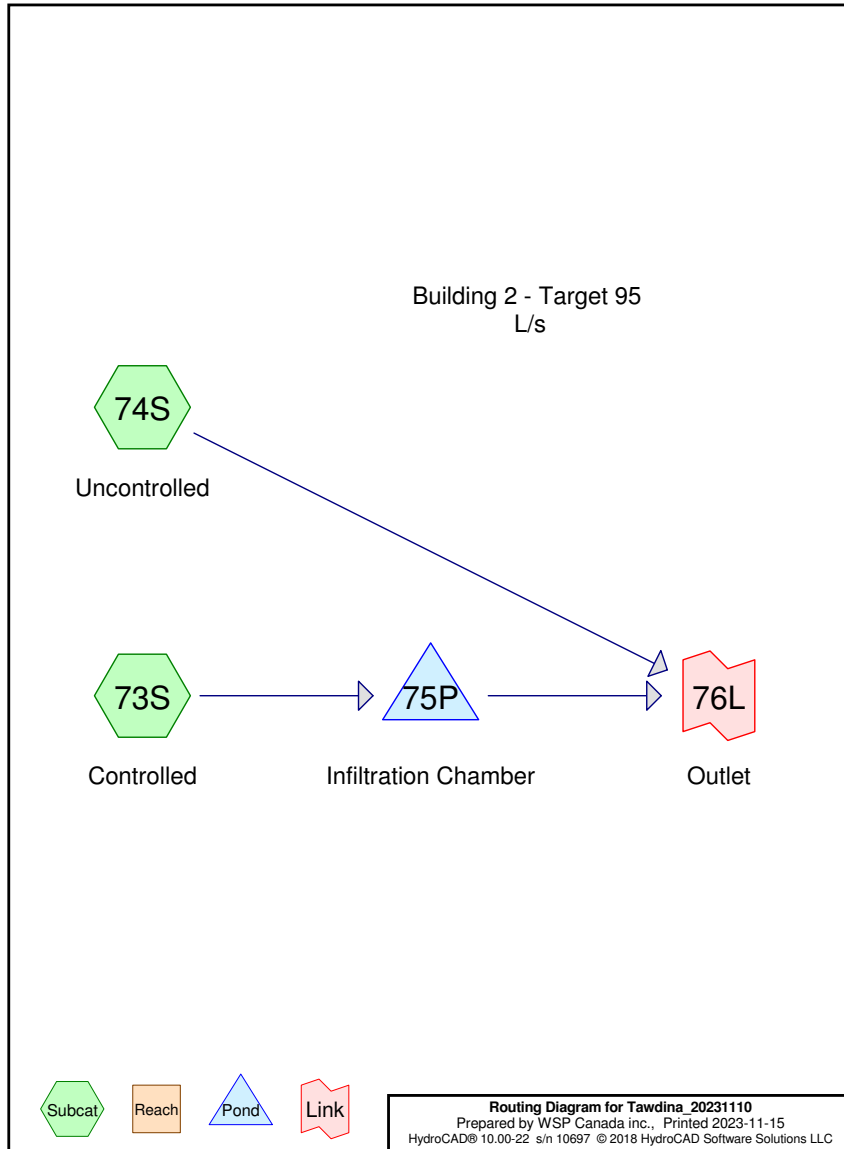 Building 2 - Target 95
L/s
74S
Uncontrolled
73S
75P
76L
Controlled
Infiltration Chamber
Outlet
Subcat
Reach
Pond
Link
Routing Diagram for Tawdina_20231110
Prepared by WSP Canada inc., Printed 2023-11-15
HydroCAD® 10.00-22 s/n 10697 © 2018 HydroCAD Software Solutions LLC